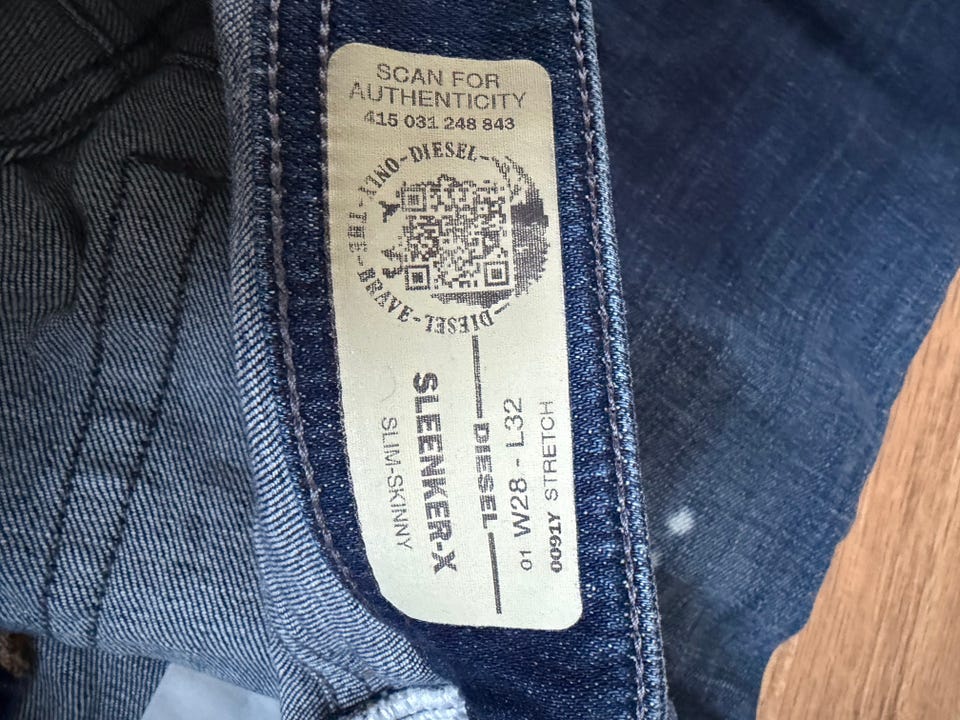 SCAN FOR
AUTHENTICITY
415 031 248 843
DIESEL - ONLY - THE - BRAVE - DIESEL -
SLEENKER-X
SLIM-SKINNY
DIESEL
01 W28 - L32
0091Y STRETCH